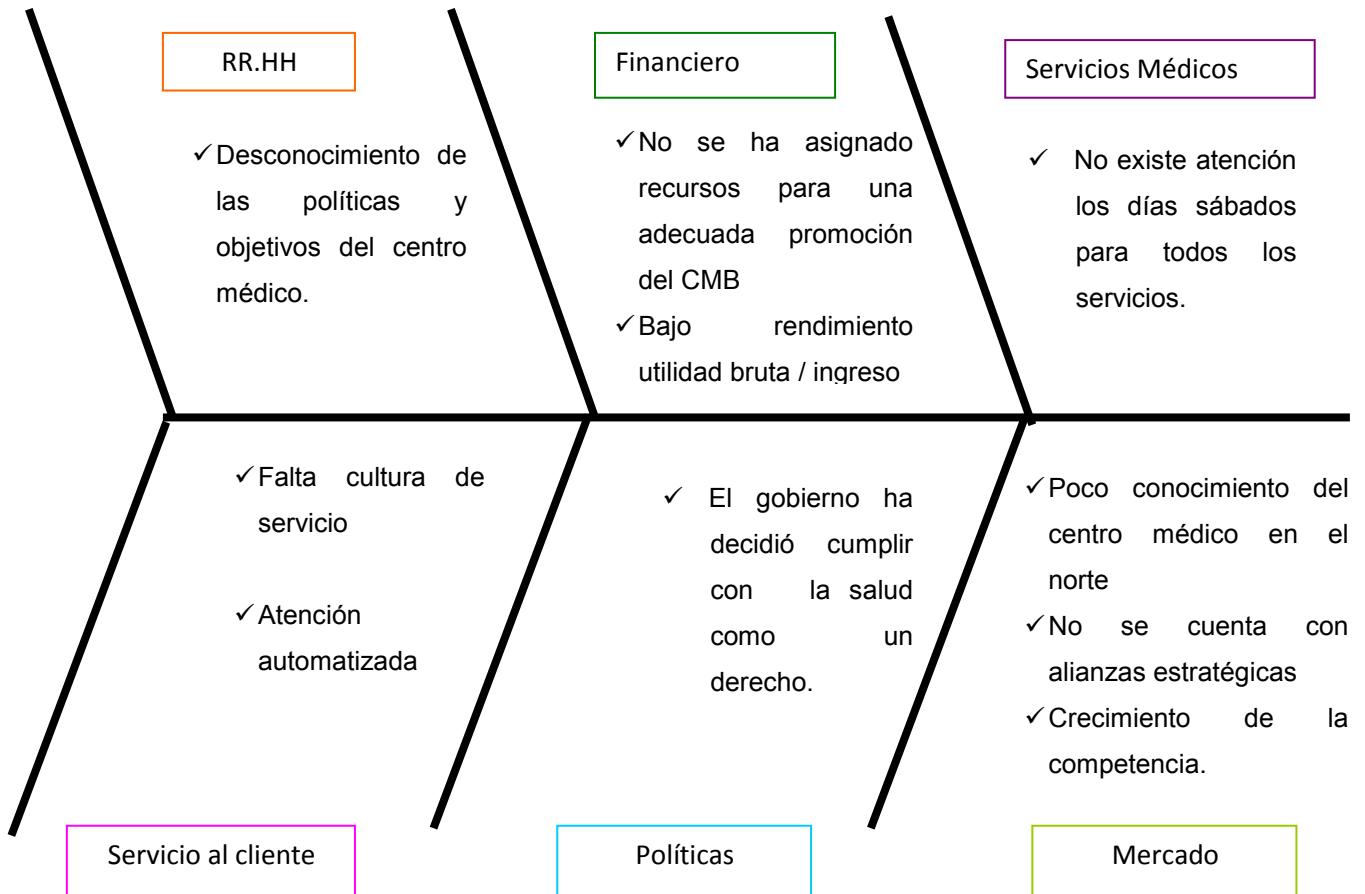 RR.HH
✓ Desconocimiento de
las políticas y
objetivos del centro
médico.
Financiero
✓ No se ha asignado
recursos para una
adecuada promoción
del CMB
✓ Bajo rendimiento
utilidad bruta / ingreso
Servicios Médicos
✓ No existe atención
los días sábados
para todos los
servicios.
✓ Falta cultura de
servicio
✓ Atención
automatizada
Servicio al cliente
✓ El gobierno ha
decidió cumplir
con la salud
como un
derecho.
Políticas
✓ Poco conocimiento del
centro médico en el
norte
✓ No se cuenta con
alianzas estratégicas
✓ Crecimiento de la
competencia.
Mercado